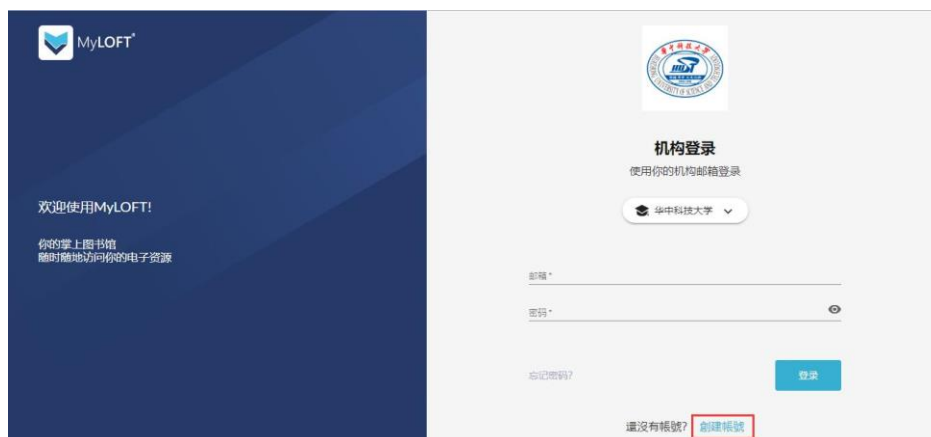 MyLOFT
欢迎使用MyLOFT!
你的掌上图书馆
随时随地访问你的电子资源
机构登录
使用你的机构邮箱登录
华中科技大学
邮箱*
密码*
忘记密码?
登录
還沒有帳號? 創建帳號